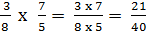 3/8 x 7/5 = 3 x 7/8 x 5 = 21/40